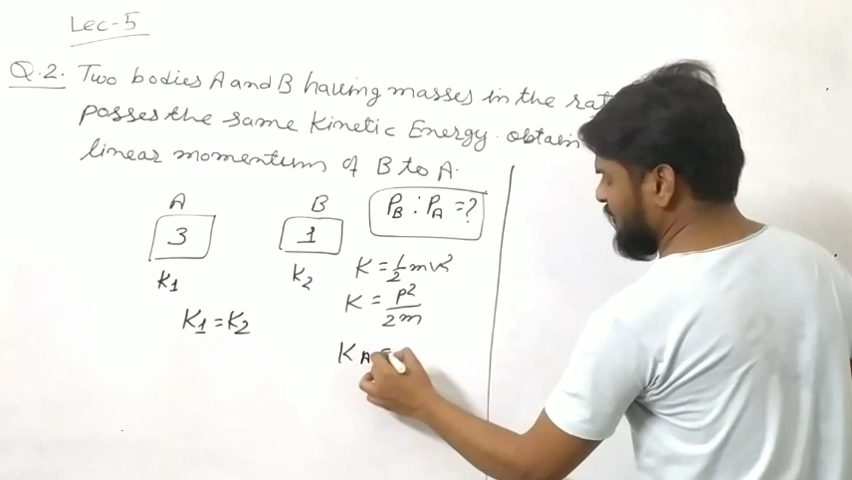 Lec-5
Q.2. Two bodies A and B having masses in the
posses the same Kinetic Energy. obtain
linear momentum of B to A.
A B P_B : P_A = ?
3 1
K1 K2 K = 1/2 mv²
K1 = K2 K = P²/2m
K_A =